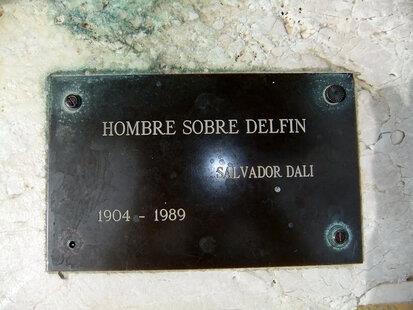 HOMBRE SOBRE DELFIN
SALVADOR DALI
1904 - 1989